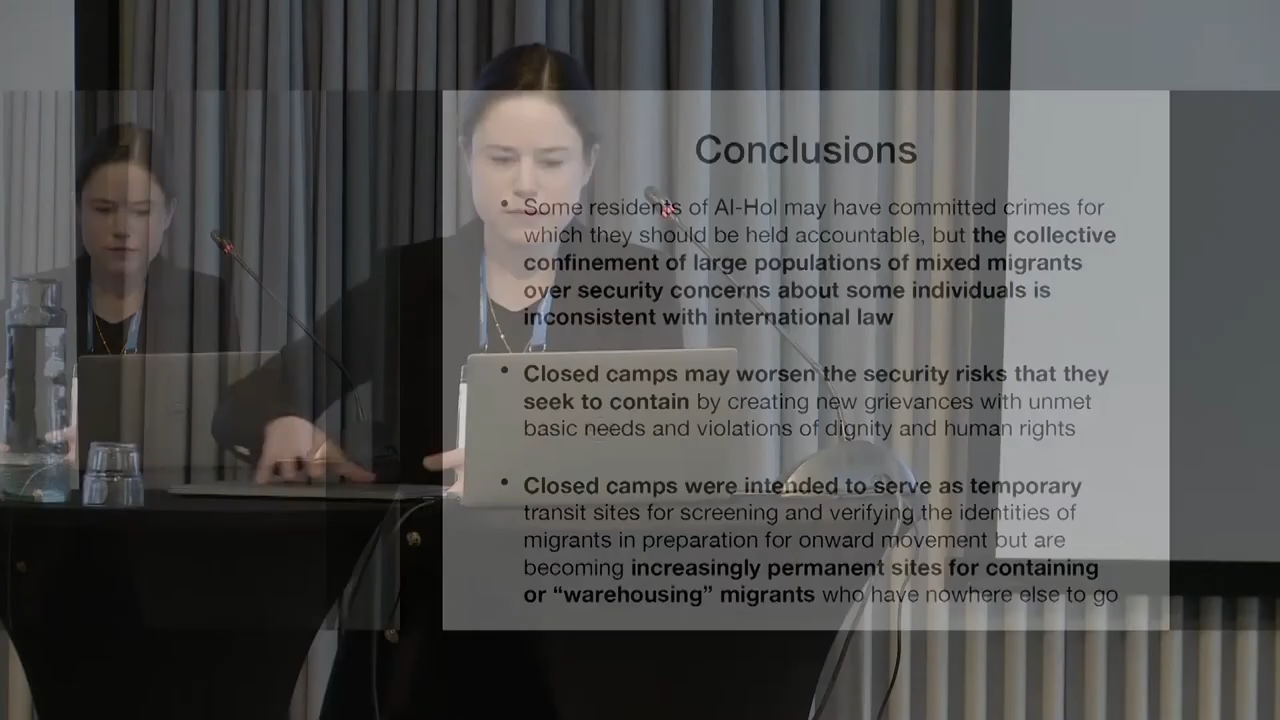 Conclusions
• Some residents of Al-Hol may have committed crimes for
which they should be held accountable, but the collective
confinement of large populations of mixed migrants
over security concerns about some individuals is
inconsistent with international law
• Closed camps may worsen the security risks that they
seek to contain by creating new grievances with unmet
basic needs and violations of dignity and human rights
• Closed camps were intended to serve as temporary
transit sites for screening and verifying the identities of
migrants in preparation for onward movement but are
becoming increasingly permanent sites for containing
or “warehousing” migrants who have nowhere else to go